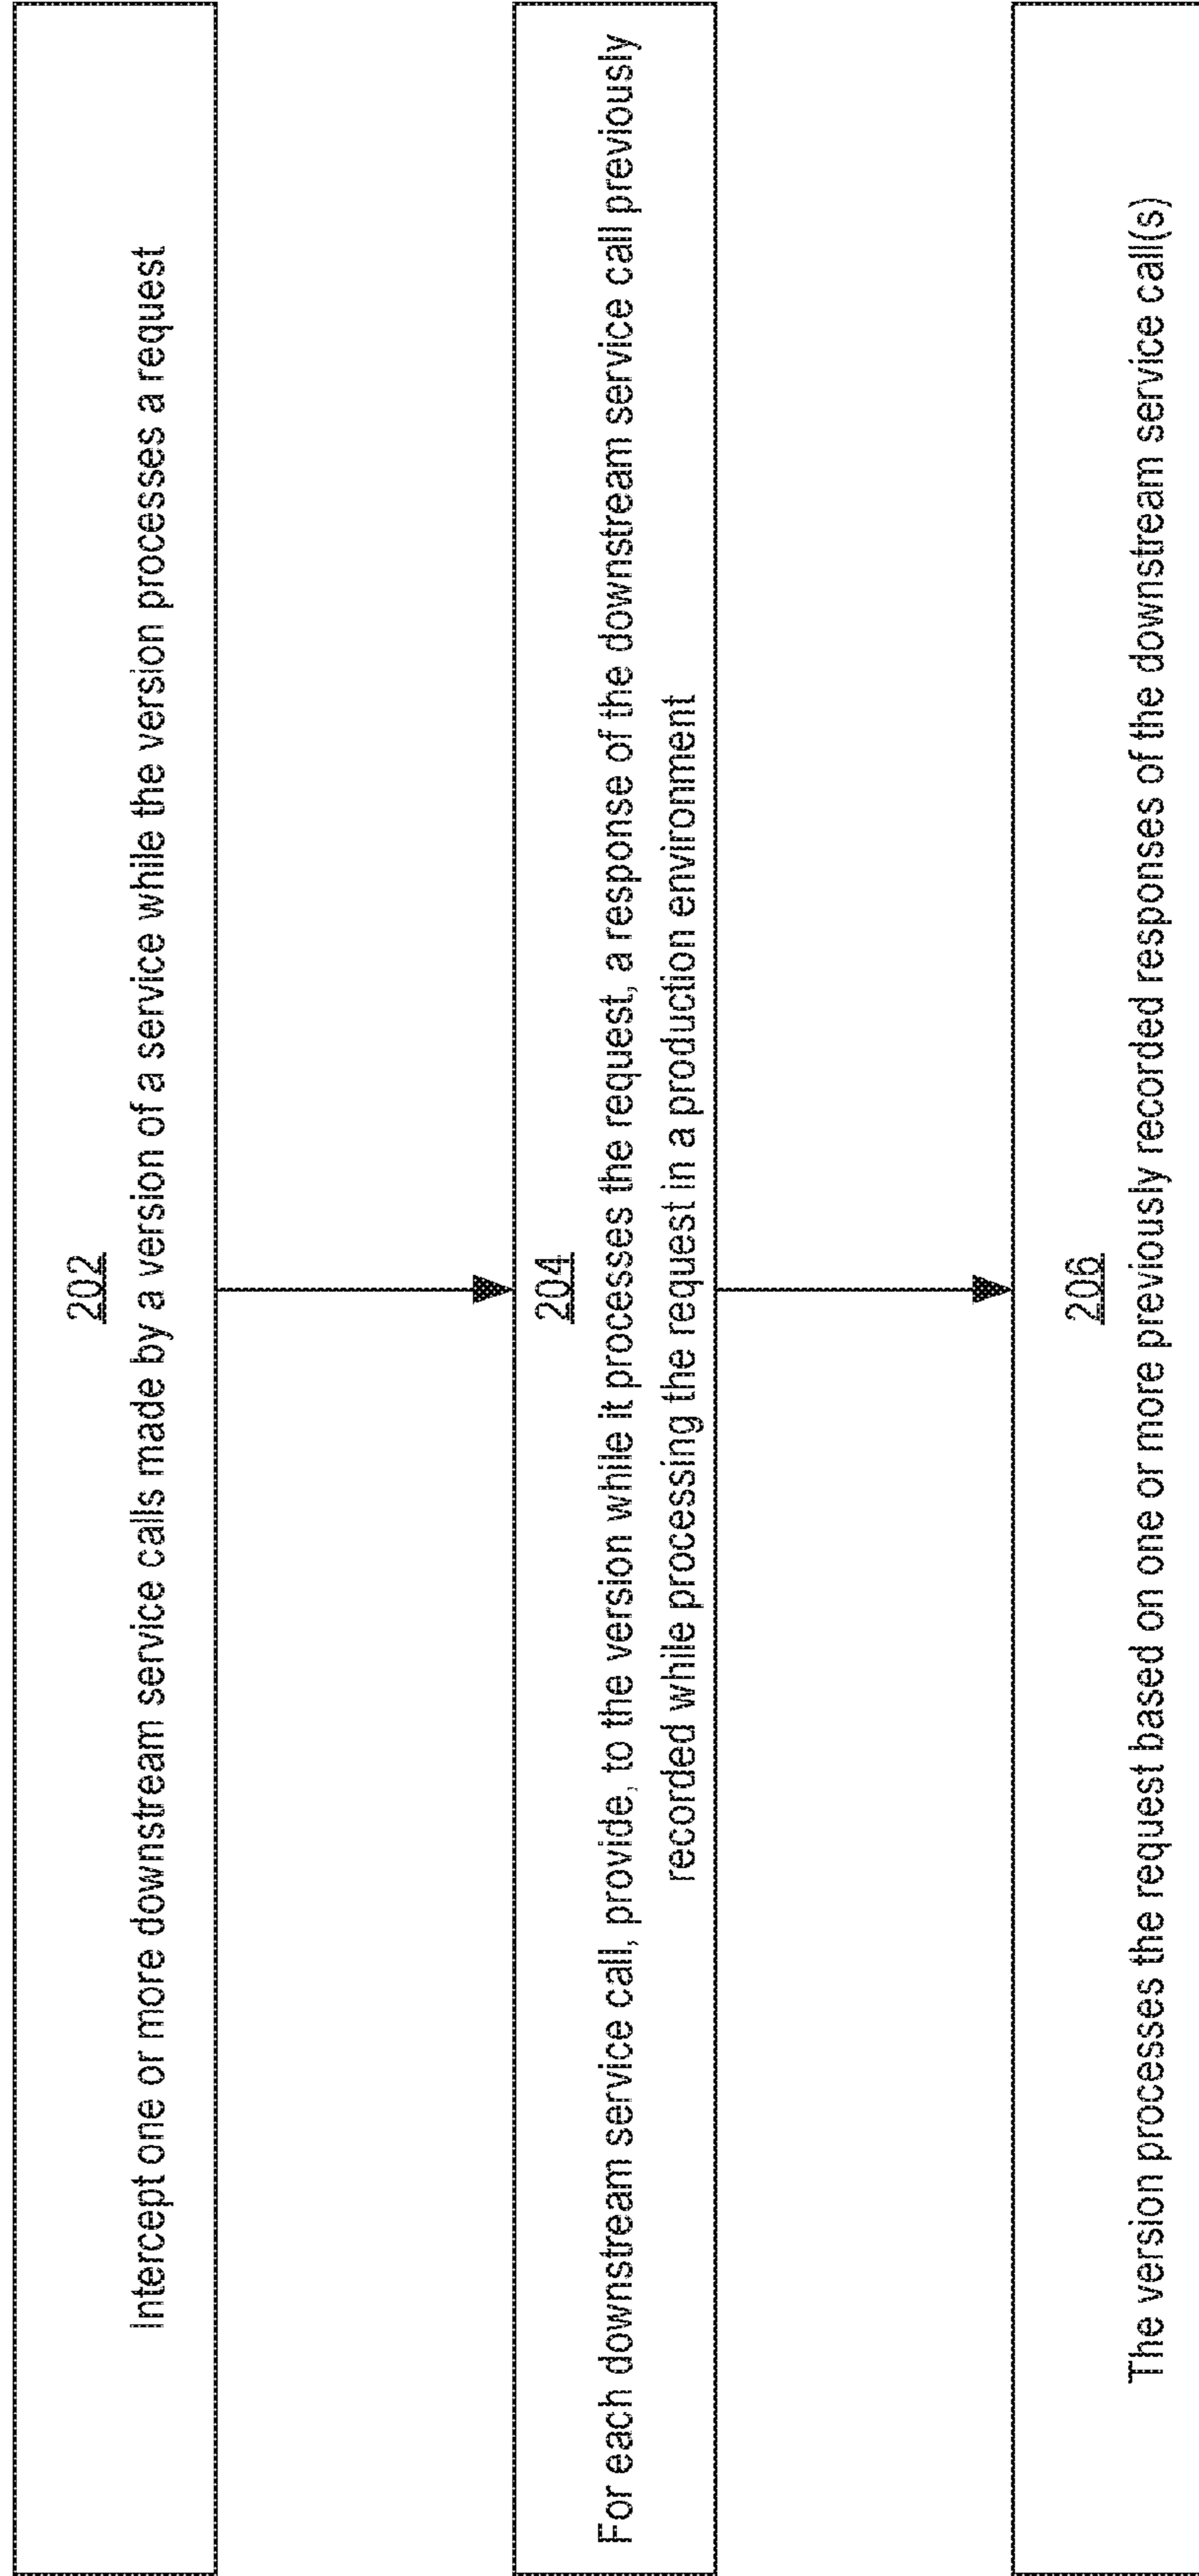 202
Intercept one or more downstream service calls made by a version of a service while the version processes a request
204
For each downstream service call, provide, to the version while it processes the request, a response of the downstream service call previously
recorded while processing the request in a production environment
206
The version processes the request based on one or more previously recorded responses of the downstream service call(s)